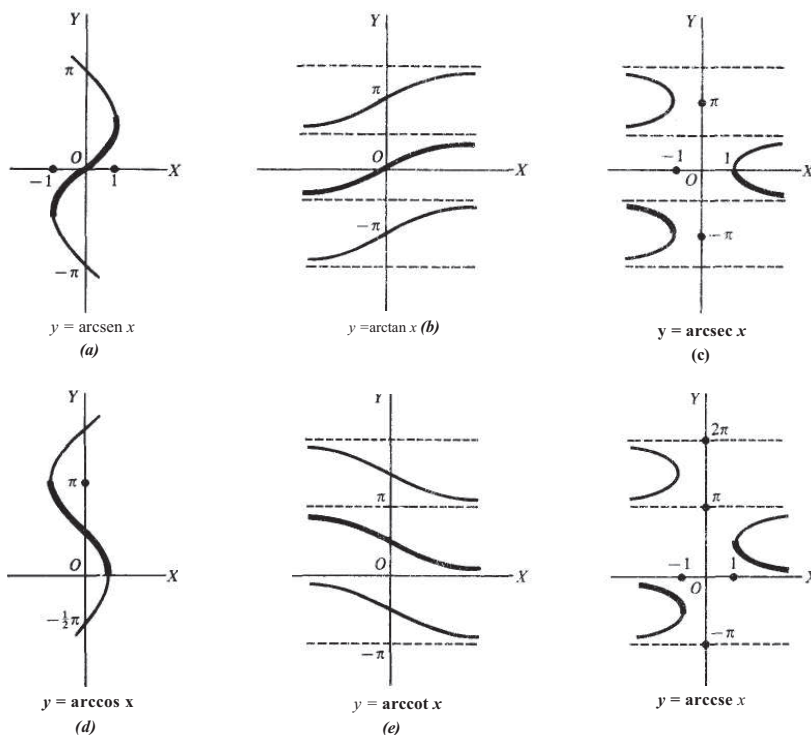 Y
π
O
−1
1
X
−π
y = arcsen x
(a)
Y
π
O
X
−π
y =arctan x (b)
Y
π
−1
1
O
X
−π
y = arcsec x
(c)
Y
π
O
X
−½π
y = arccos x
(d)
Y
π
O
X
−π
y = arccot x
(e)
Y
2π
π
−1
1
O
X
−π
y = arccse x